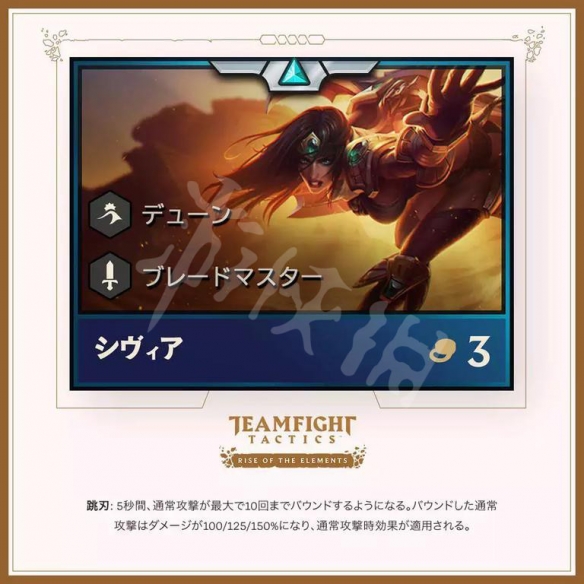 デューン
ブレードマスター
シヴィア
3
TEAMFIGHT
TACTICS
RISE OF THE ELEMENTS
跳刃: 5秒間、通常攻撃が最大で10回までバウンドするようになる。バウンドした通常
攻撃はダメージが100/125/150%になり、通常攻撃時効果が適用される。